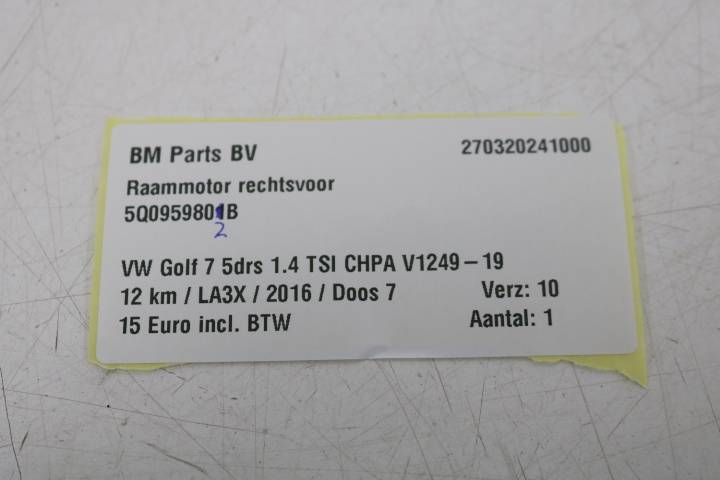 BM Parts BV 270320241000
Raammotor rechtsvoor
5Q0959801B
2
VW Golf 7 5drs 1.4 TSI CHPA V1249-19
12 km / LA3X / 2016 / Doos 7 Verz: 10
15 Euro incl. BTW Aantal: 1